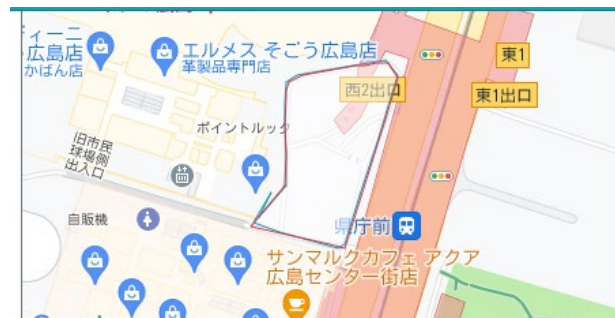 ィーニ
広島店
かばん店
エルメス そごう広島店
革製品専門店
東1
西2出口
東1出口
ポイントルック
旧市民
球場側
出入口
自販機
県庁前
サンマルクカフェ アクア
広島センター街店